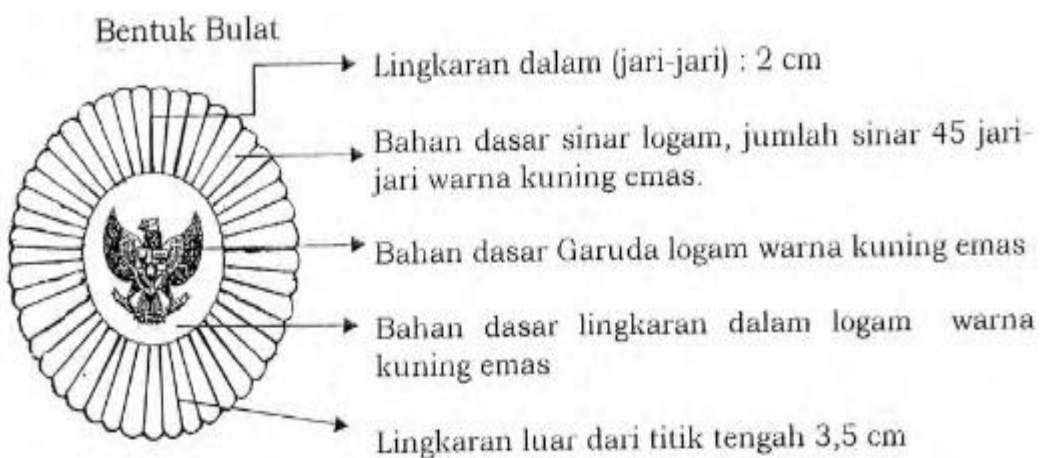 Bentuk Bulat
Lingkaran dalam (jari-jari) : 2 cm
Bahan dasar sinar logam, jumlah sinar 45 jari-
jari warna kuning emas.
Bahan dasar Garuda logam warna kuning emas
Bahan dasar lingkaran dalam logam warna
kuning emas
Lingkaran luar dari titik tengah 3,5 cm